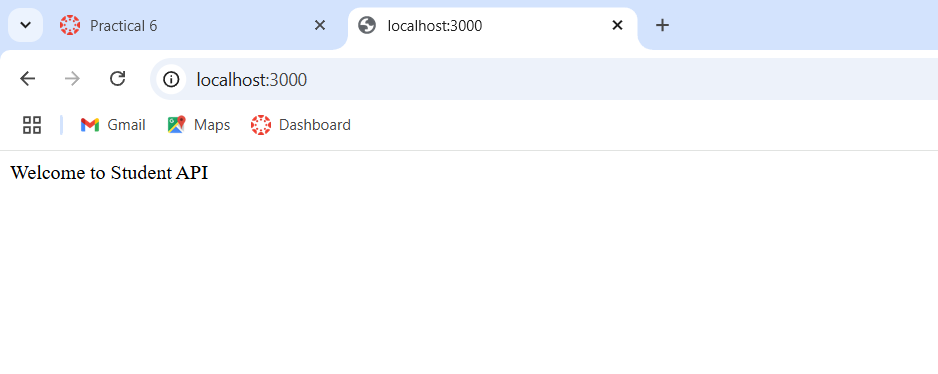 Practical 6
localhost:3000
localhost:3000
Gmail Maps Dashboard
Welcome to Student API